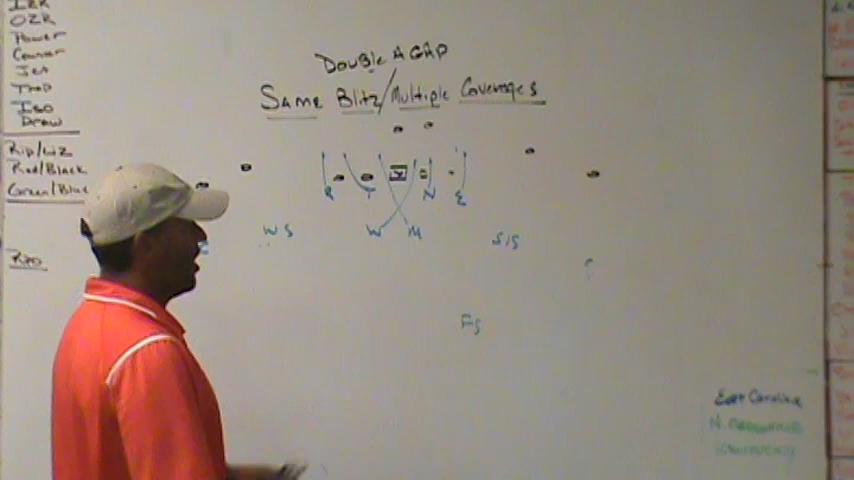 IZR
OZR
Power
Counter
Jet
Trap
ISO
Draw
Rip/Liz
Red/Black
Green/Blue
RPO
Double A GAP
Same Blitz/Multiple Coverages
R T N E
WS W M S/S
C
FS
East Carolina